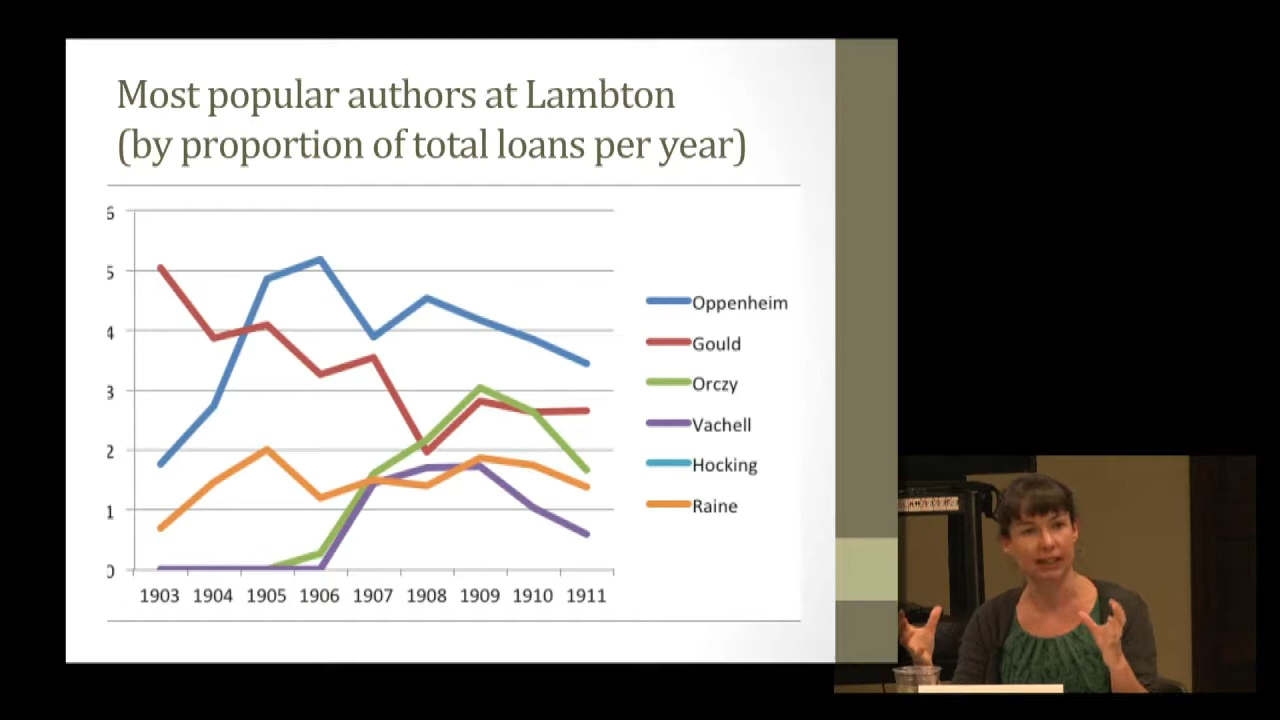 Most popular authors at Lambton
(by proportion of total loans per year)
6
5
4
3
2
1
0
1903 1904 1905 1906 1907 1908 1909 1910 1911
Oppenheim
Gould
Orczy
Vachell
Hocking
Raine